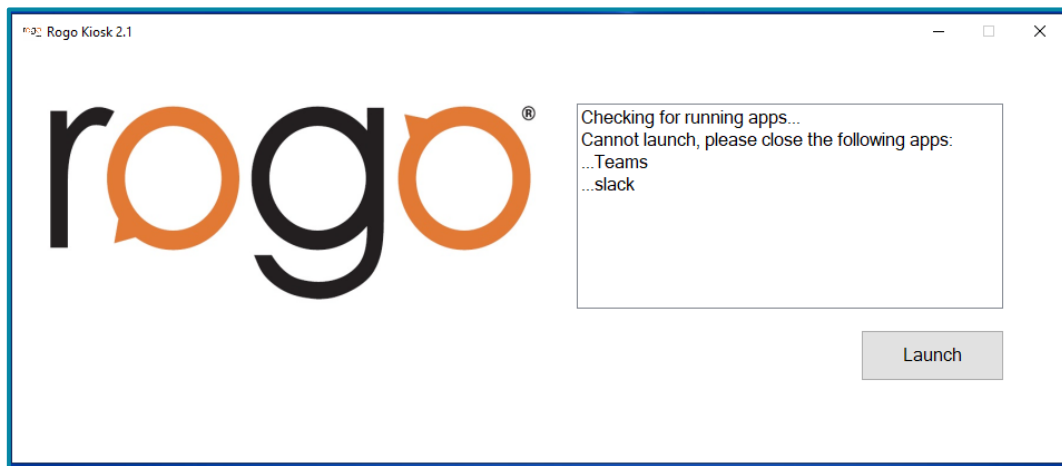 rogo Rogo Kiosk 2.1
rogo®
Checking for running apps...
Cannot launch, please close the following apps:
...Teams
...slack
Launch